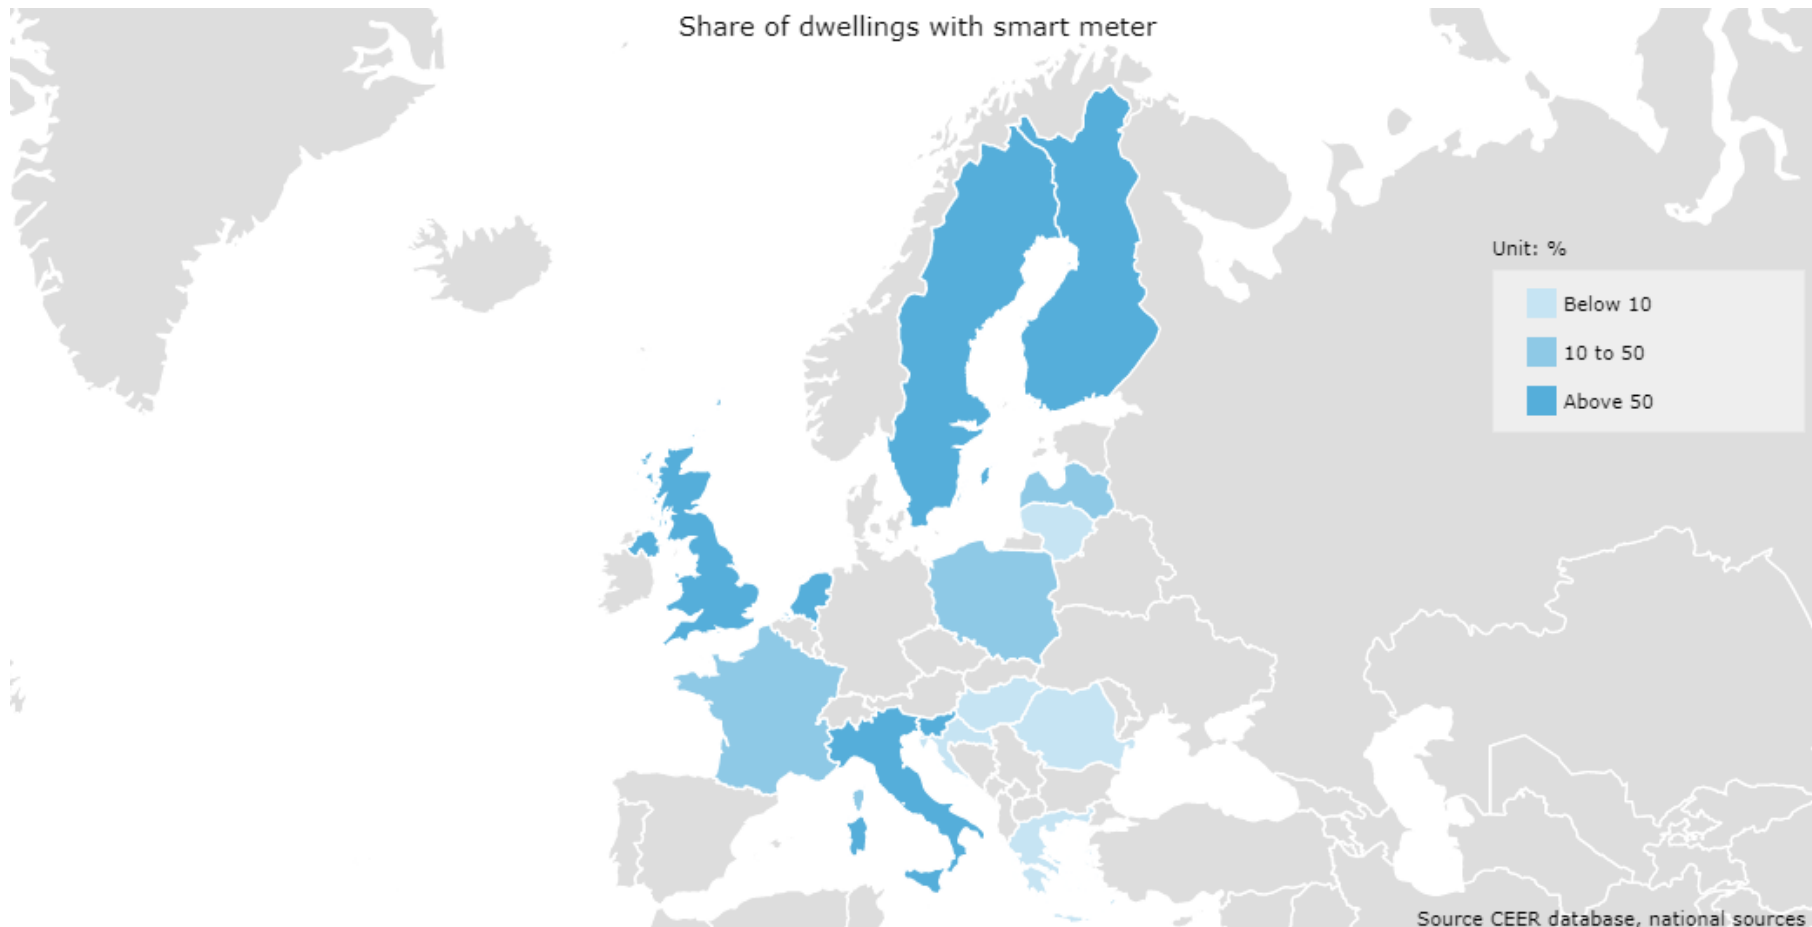 Share of dwellings with smart meter
Unit: %
Below 10
10 to 50
Above 50
Source CEER database, national sources